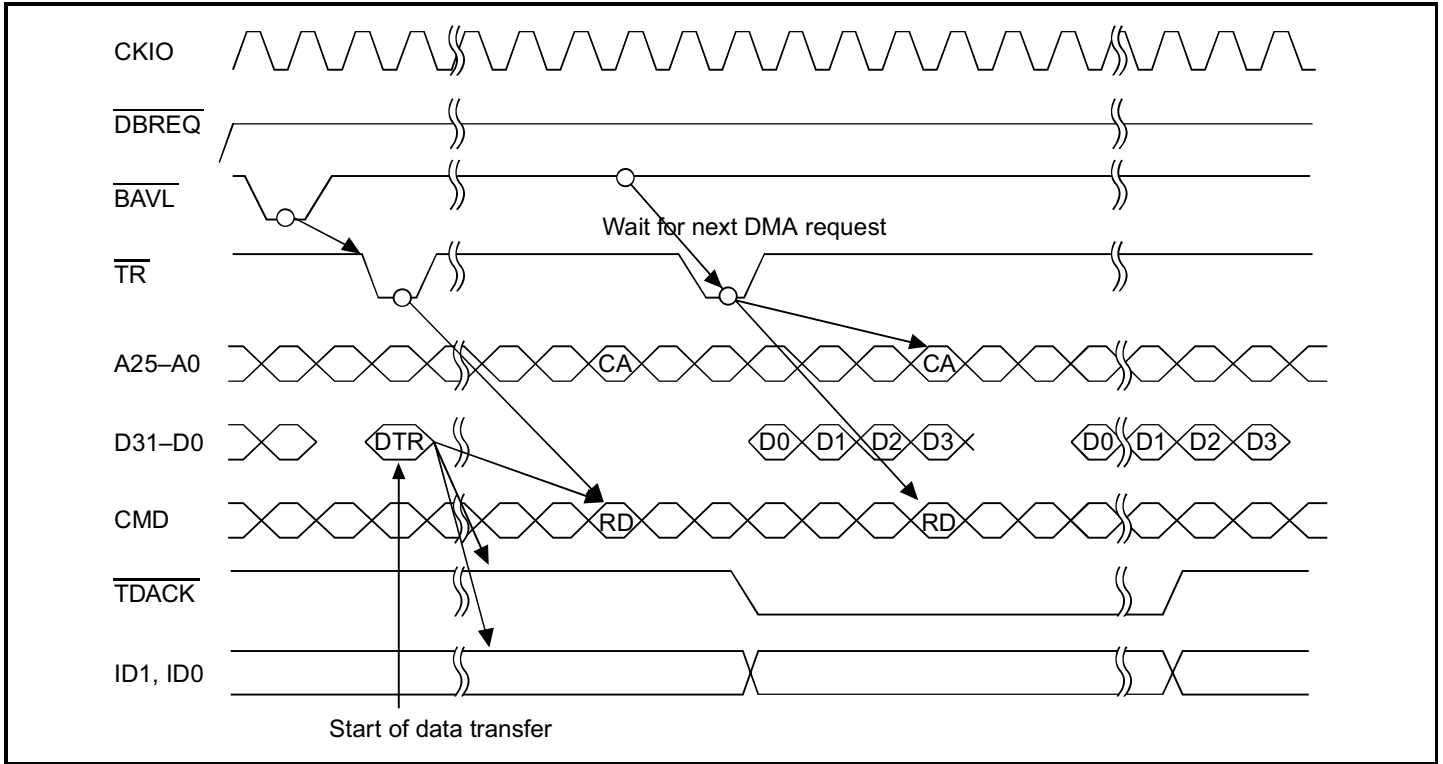 CKIO
DBREQ
BAVL
Wait for next DMA request
TR
A25–A0 CA CA
D31–D0 DTR D0 D1 D2 D3 D0 D1 D2 D3
CMD RD RD
TDACK
ID1, ID0
Start of data transfer